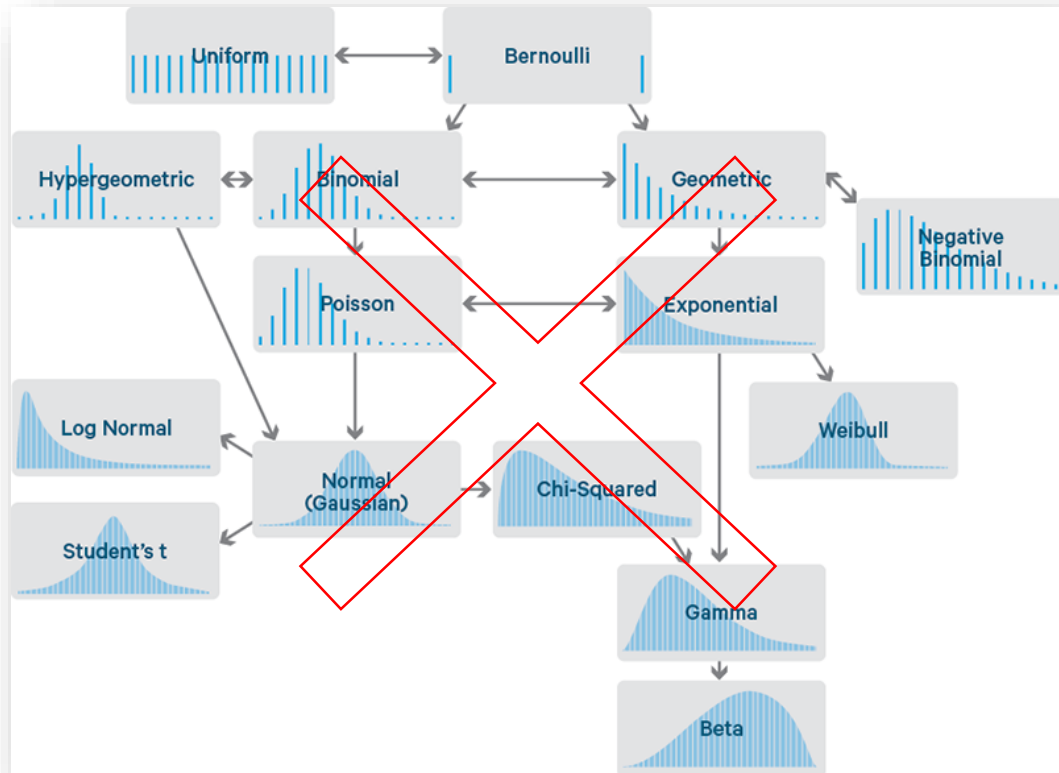 Uniform
Bernoulli
Hypergeometric
Binomial
Geometric
Negative
Binomial
Poisson
Exponential
Log Normal
Weibull
Normal
(Gaussian)
Chi-Squared
Student's t
Gamma
Beta